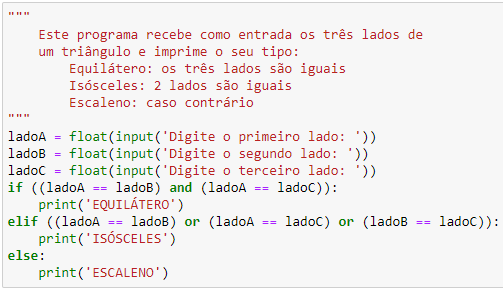 """
    Este programa recebe como entrada os três lados de
    um triângulo e imprime o seu tipo:
        Equilátero: os três lados são iguais
        Isósceles: 2 lados são iguais
        Escaleno: caso contrário
"""
ladoA = float(input('Digite o primeiro lado: '))
ladoB = float(input('Digite o segundo lado: '))
ladoC = float(input('Digite o terceiro lado: '))
if ((ladoA == ladoB) and (ladoA == ladoC)):
    print('EQUILÁTERO')
elif ((ladoA == ladoB) or (ladoA == ladoC) or (ladoB == ladoC)):
    print('ISÓSCELES')
else:
    print('ESCALENO')